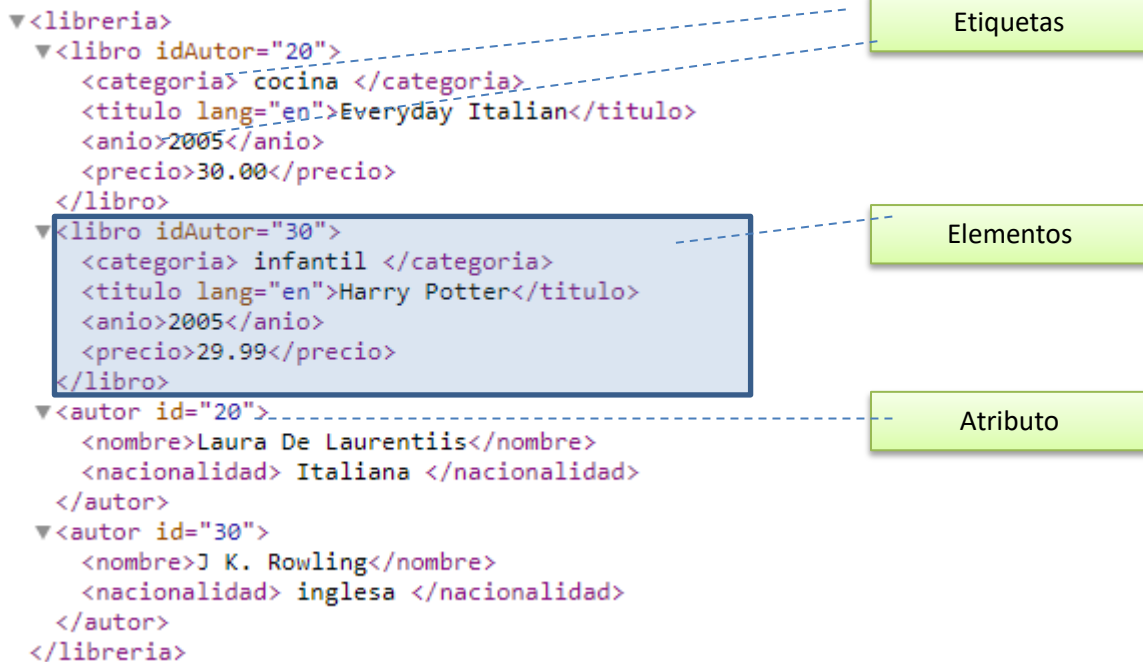 ▼<libreria>
▼<libro idAutor="20">
<categoria> cocina </categoria>
<titulo lang="en">Everyday Italian</titulo>
<anio>2005</anio>
<precio>30.00</precio>
</libro>
▼<libro idAutor="30">
<categoria> infantil </categoria>
<titulo lang="en">Harry Potter</titulo>
<anio>2005</anio>
<precio>29.99</precio>
</libro>
▼<autor id="20">
<nombre>Laura De Laurentiis</nombre>
<nacionalidad> Italiana </nacionalidad>
</autor>
▼<autor id="30">
<nombre>J K. Rowling</nombre>
<nacionalidad> inglesa </nacionalidad>
</autor>
</libreria>
Etiquetas
Elementos
Atributo